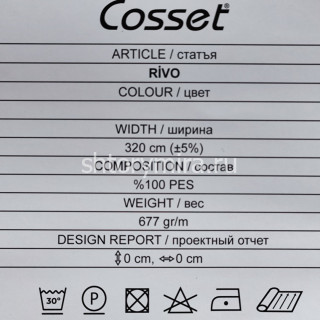 Cosset®
ARTICLE / статъя
RİVO
COLOUR / цвет
WIDTH / ширина
320 cm (±5%)
COMPOSITION / состав
%100 PES
WEIGHT / вес
677 gr/m
DESIGN REPORT / проектный отчет
⇕0 cm, ⇔0 cm
30°
P